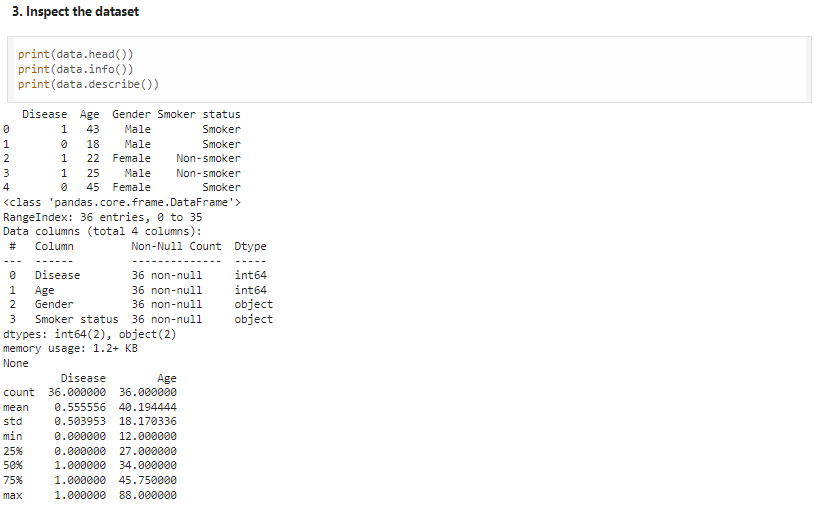 3. Inspect the dataset
print(data.head())
print(data.info())
print(data.describe())
   Disease  Age  Gender Smoker status
0        1   43    Male        Smoker
1        0   18    Male        Smoker
2        1   22  Female    Non-smoker
3        1   25    Male    Non-smoker
4        0   45  Female        Smoker
<class 'pandas.core.frame.DataFrame'>
RangeIndex: 36 entries, 0 to 35
Data columns (total 4 columns):
 #   Column         Non-Null Count  Dtype
---  ------         --------------  -----
 0   Disease        36 non-null     int64
 1   Age            36 non-null     int64
 2   Gender         36 non-null     object
 3   Smoker status  36 non-null     object
dtypes: int64(2), object(2)
memory usage: 1.2+ KB
None
         Disease        Age
count  36.000000  36.000000
mean    0.555556  40.194444
std     0.503953  18.170336
min     0.000000  12.000000
25%     0.000000  27.000000
50%     1.000000  34.000000
75%     1.000000  45.750000
max     1.000000  88.000000